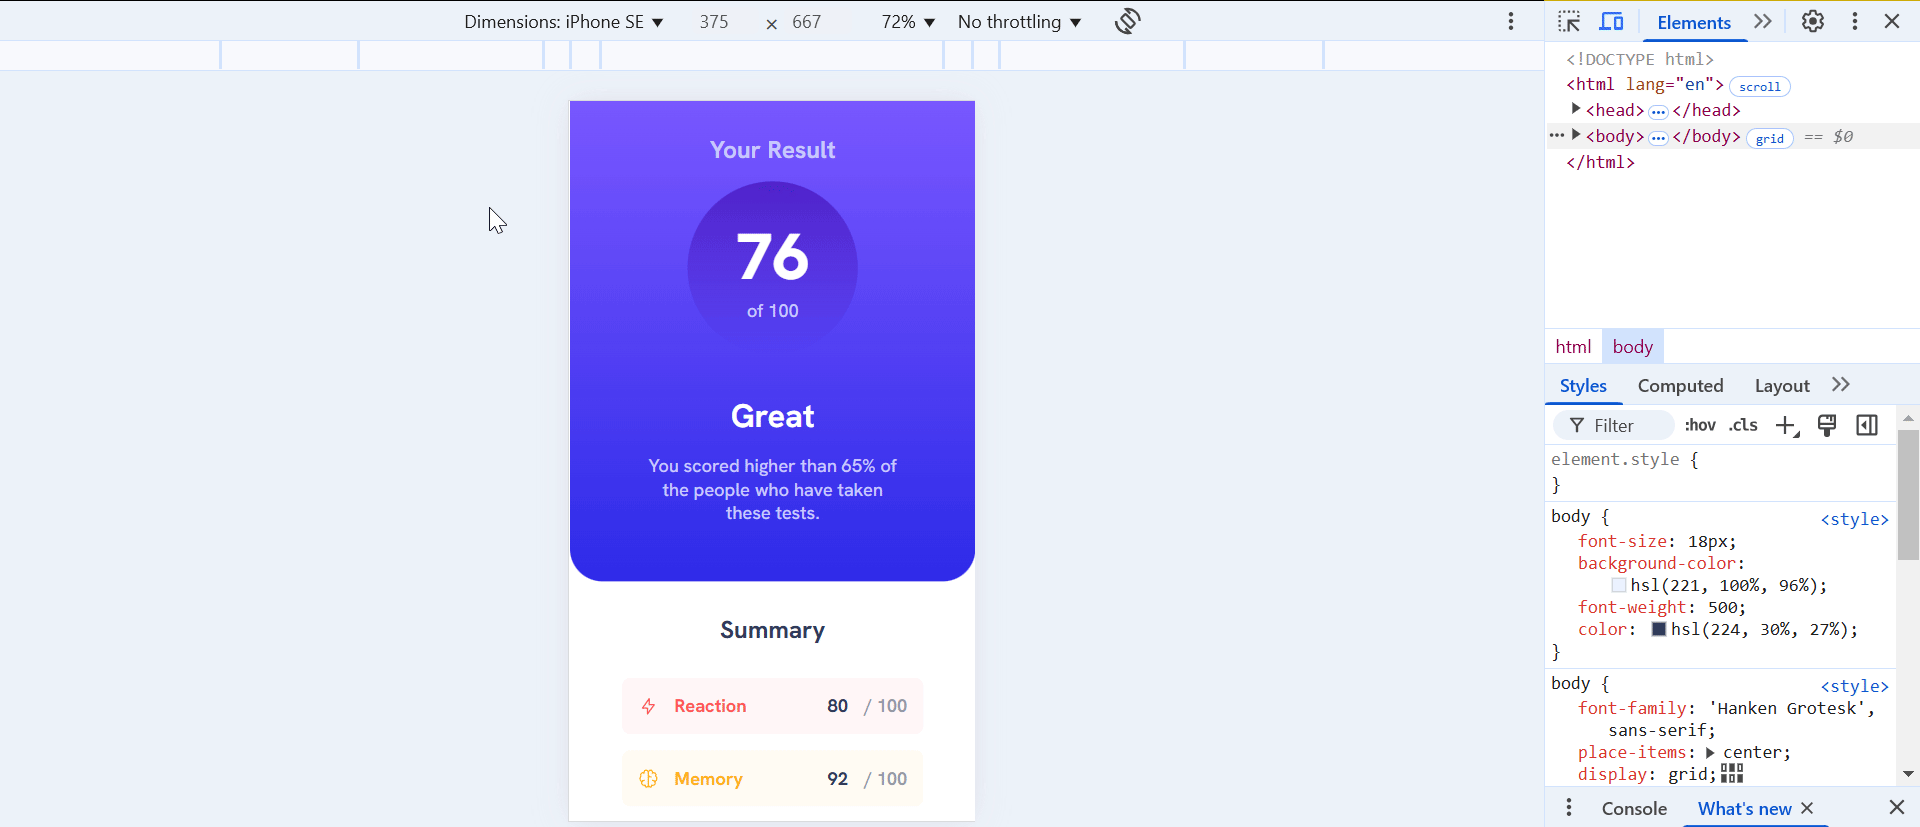 Dimensions: iPhone SE ▼ 375 × 667 72% ▼ No throttling ▼
Elements
<!DOCTYPE html>
<html lang="en"> scroll
<head> ••• </head>
••• <body> ••• </body> grid == $0
</html>
html body
Styles Computed Layout
Filter :hov .cls
element.style {
}
body { <style>
font-size: 18px;
background-color:
hsl(221, 100%, 96%);
font-weight: 500;
color: hsl(224, 30%, 27%);
}
body { <style>
font-family: 'Hanken Grotesk',
sans-serif;
place-items: center;
display: grid;
Console What's new
Your Result
76
of 100
Great
You scored higher than 65% of
the people who have taken
these tests.
Summary
Reaction 80 / 100
Memory 92 / 100